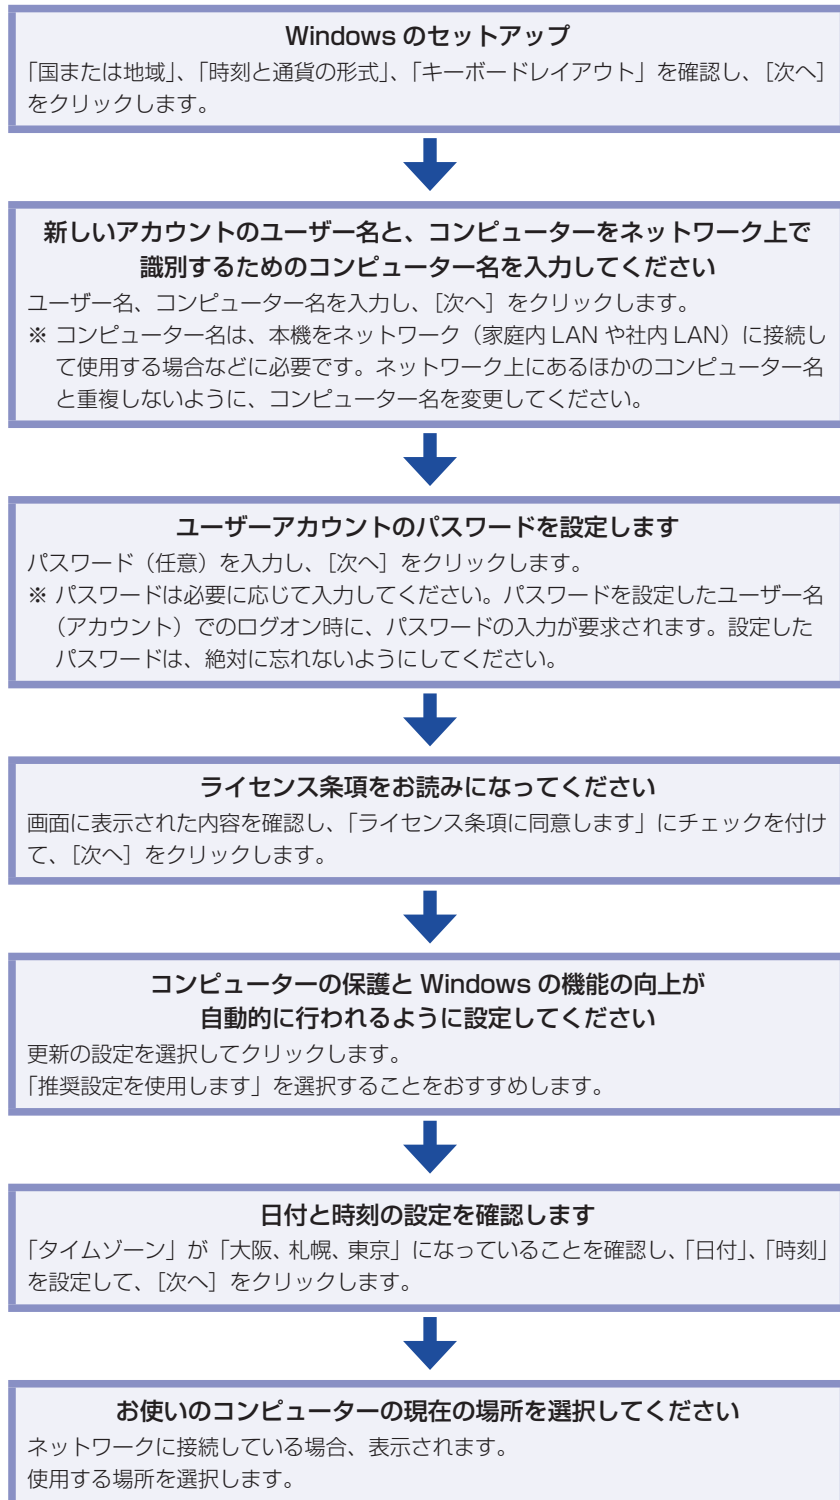 Windows のセットアップ
「国または地域」、「時刻と通貨の形式」、「キーボードレイアウト」を確認し、[次へ]
をクリックします。
新しいアカウントのユーザー名と、コンピューターをネットワーク上で
識別するためのコンピューター名を入力してください
ユーザー名、コンピューター名を入力し、[次へ] をクリックします。
※ コンピューター名は、本機をネットワーク（家庭内 LAN や社内 LAN）に接続し
て使用する場合などに必要です。ネットワーク上にあるほかのコンピューター名
と重複しないように、コンピューター名を変更してください。
ユーザーアカウントのパスワードを設定します
パスワード（任意）を入力し、[次へ] をクリックします。
※ パスワードは必要に応じて入力してください。パスワードを設定したユーザー名
（アカウント）でのログオン時に、パスワードの入力が要求されます。設定した
パスワードは、絶対に忘れないようにしてください。
ライセンス条項をお読みになってください
画面に表示された内容を確認し、「ライセンス条項に同意します」にチェックを付け
て、[次へ] をクリックします。
コンピューターの保護と Windows の機能の向上が
自動的に行われるように設定してください
更新の設定を選択してクリックします。
「推奨設定を使用します」を選択することをおすすめします。
日付と時刻の設定を確認します
「タイムゾーン」が「大阪、札幌、東京」になっていることを確認し、「日付」、「時刻」
を設定して、[次へ] をクリックします。
お使いのコンピューターの現在の場所を選択してください
ネットワークに接続している場合、表示されます。
使用する場所を選択します。